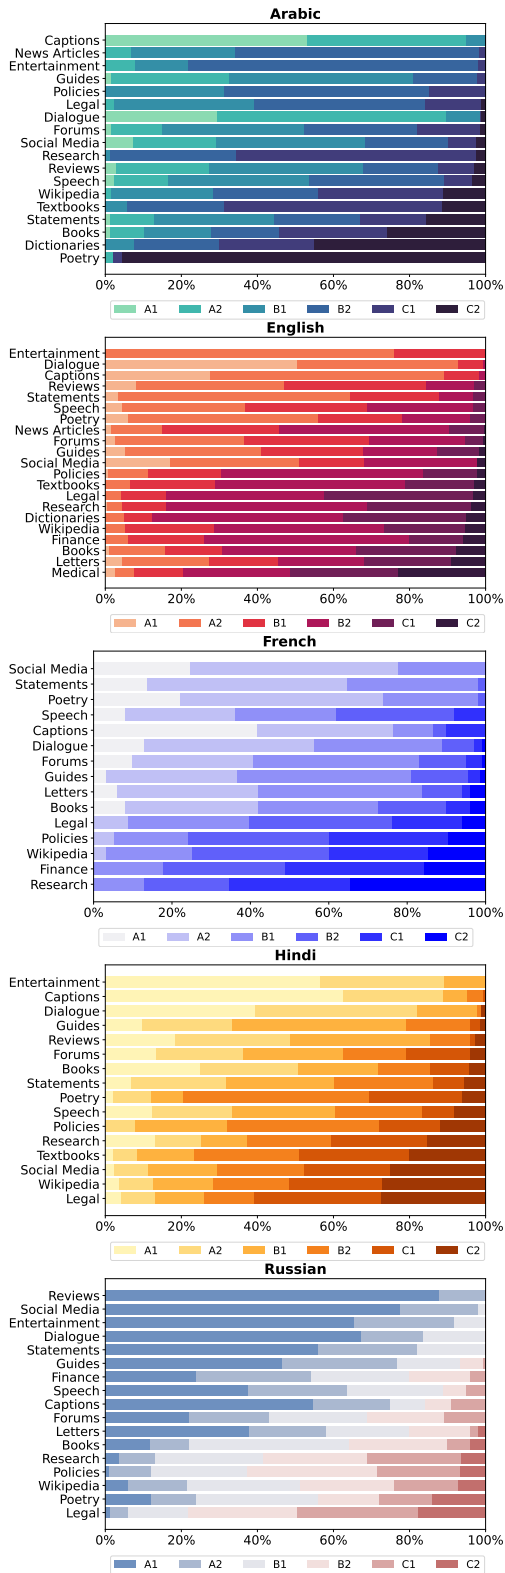 Arabic
Captions
News Articles
Entertainment
Guides
Policies
Legal
Dialogue
Forums
Social Media
Research
Reviews
Speech
Wikipedia
Textbooks
Statements
Books
Dictionaries
Poetry
0% 20% 40% 60% 80% 100%
A1 A2 B1 B2 C1 C2
English
Entertainment
Dialogue
Captions
Reviews
Statements
Speech
Poetry
News Articles
Forums
Guides
Social Media
Policies
Textbooks
Legal
Research
Dictionaries
Wikipedia
Finance
Books
Letters
Medical
0% 20% 40% 60% 80% 100%
A1 A2 B1 B2 C1 C2
French
Social Media
Statements
Poetry
Speech
Captions
Dialogue
Forums
Guides
Letters
Books
Legal
Policies
Wikipedia
Finance
Research
0% 20% 40% 60% 80% 100%
A1 A2 B1 B2 C1 C2
Hindi
Entertainment
Captions
Dialogue
Guides
Reviews
Forums
Books
Statements
Poetry
Speech
Policies
Research
Textbooks
Social Media
Wikipedia
Legal
0% 20% 40% 60% 80% 100%
A1 A2 B1 B2 C1 C2
Russian
Reviews
Social Media
Entertainment
Dialogue
Statements
Guides
Finance
Speech
Captions
Forums
Letters
Books
Research
Policies
Wikipedia
Poetry
Legal
0% 20% 40% 60% 80% 100%
A1 A2 B1 B2 C1 C2